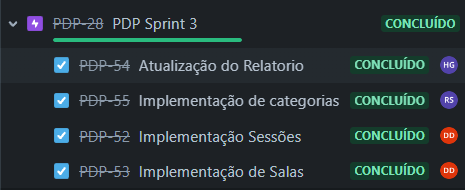 PDP-28 PDP Sprint 3 CONCLUÍDO
PDP-54 Atualização do Relatorio CONCLUÍDO HG
PDP-55 Implementação de categorias CONCLUÍDO RS
PDP-52 Implementação Sessões CONCLUÍDO DD
PDP-53 Implementação de Salas CONCLUÍDO DD